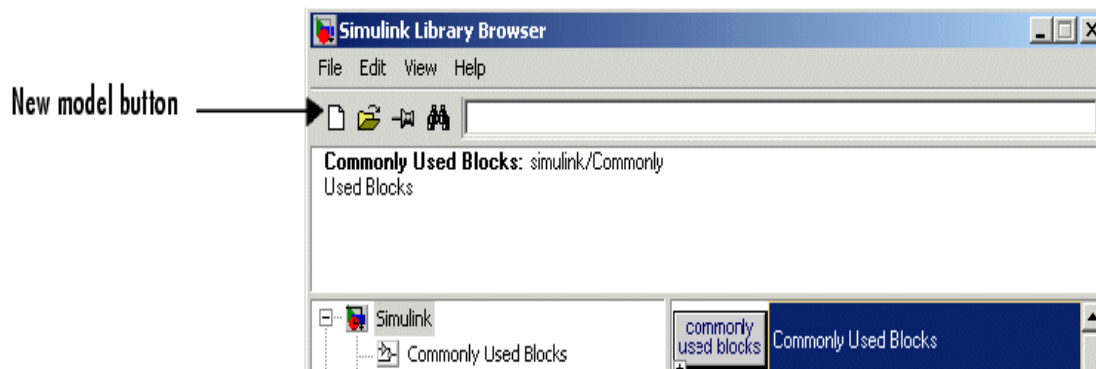 Simulink Library Browser
File Edit View Help
New model button
Commonly Used Blocks: simulink/Commonly
Used Blocks
Simulink
Commonly Used Blocks
commonly
used blocks
Commonly Used Blocks